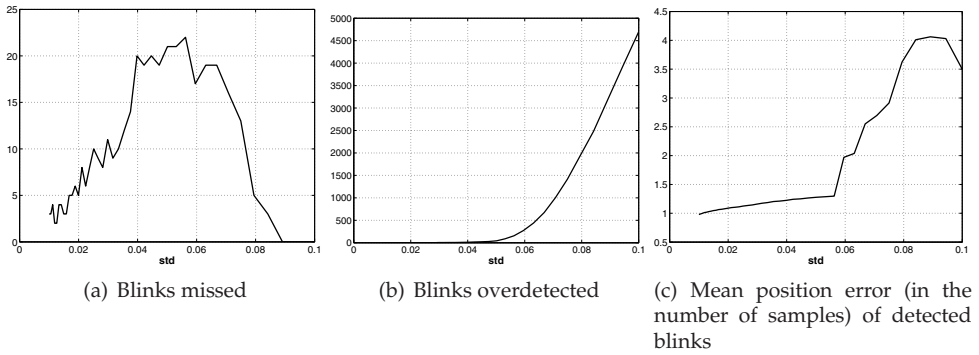 25
20
15
10
5
0
0 0.02 0.04 0.06 0.08 0.1
std
(a) Blinks missed
5000
4500
4000
3500
3000
2500
2000
1500
1000
500
0
0 0.02 0.04 0.06 0.08 0.1
std
(b) Blinks overdetected
4.5
4
3.5
3
2.5
2
1.5
1
0.5
0 0.02 0.04 0.06 0.08 0.1
std
(c) Mean position error (in the
number of samples) of detected
blinks